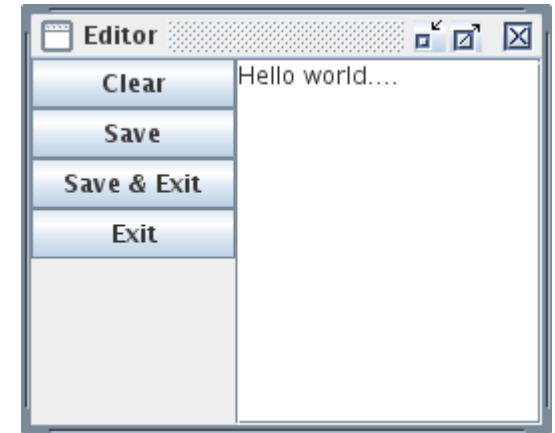 Editor
Clear
Save
Save & Exit
Exit
Hello world....